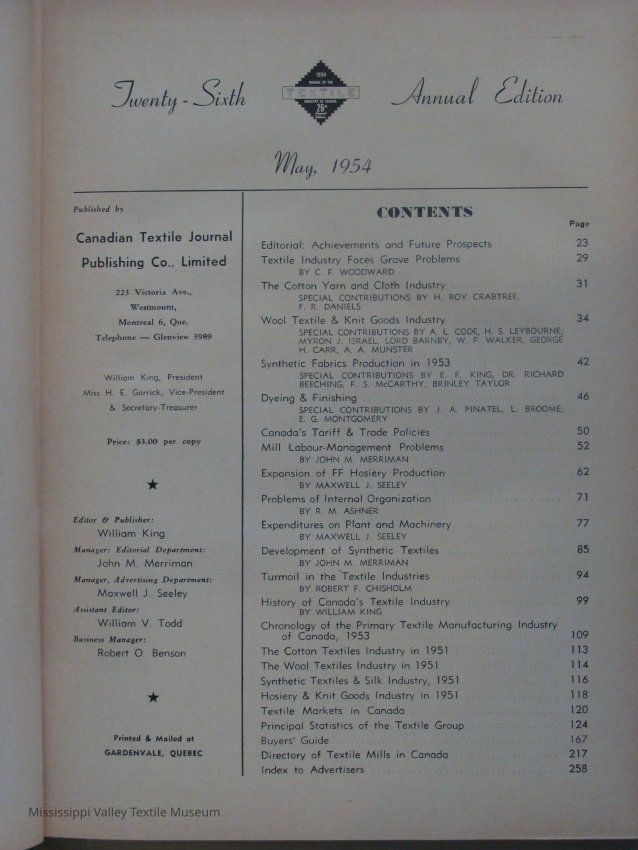 Twenty-Sixth
1954
MANUAL OF THE
TEXTILE
INDUSTRY OF CANADA
26th
Annual Edition
May, 1954
Published by
Canadian Textile Journal
Publishing Co., Limited
223 Victoria Ave.,
Westmount,
Montreal 6, Que.
Telephone — Glenview 3989
William King, President
Miss H. E. Garrick, Vice-President
& Secretary-Treasurer
Price: $3.00 per copy
★
Editor & Publisher:
William King
Manager: Editorial Department:
John M. Merriman
Manager, Advertising Department:
Maxwell J. Seeley
Assistant Editor:
William V. Todd
Business Manager:
Robert O. Benson
★
Printed & Mailed at
GARDENVALE, QUEBEC
CONTENTS
Page
Editorial: Achievements and Future Prospects 23
Textile Industry Faces Grave Problems 29
BY C. F. WOODWARD
The Cotton Yarn and Cloth Industry 31
SPECIAL CONTRIBUTIONS BY H. ROY CRABTREE,
F. R. DANIELS
Wool Textile & Knit Goods Industry 34
SPECIAL CONTRIBUTIONS BY A. L. CODE, H. S. LEYBOURNE,
MYRON J. ISRAEL, LORD BARNBY, W. P. WALKER, GEORGE
H. CARR, A. A. MUNSTER
Synthetic Fabrics Production in 1953 42
SPECIAL CONTRIBUTIONS BY E. F. KING, DR. RICHARD
BEECHING, F. S. McCARTHY, BRINLEY TAYLOR
Dyeing & Finishing 46
SPECIAL CONTRIBUTIONS BY J. A. PINATEL, L. BROOME,
E. G. MONTGOMERY
Canada's Tariff & Trade Policies 50
Mill Labour-Management Problems 52
BY JOHN M. MERRIMAN
Expansion of FF Hosiery Production 62
BY MAXWELL J. SEELEY
Problems of Internal Organization 71
BY R. M. ASHNER
Expenditures on Plant and Machinery 77
BY MAXWELL J. SEELEY
Development of Synthetic Textiles 85
BY JOHN M. MERRIMAN
Turmoil in the Textile Industries 94
BY ROBERT F. CHISHOLM
History of Canada's Textile Industry 99
BY WILLIAM KING
Chronology of the Primary Textile Manufacturing Industry
of Canada, 1953 109
The Cotton Textiles Industry in 1951 113
The Wool Textiles Industry in 1951 114
Synthetic Textiles & Silk Industry, 1951 116
Hosiery & Knit Goods Industry in 1951 118
Textile Markets in Canada 120
Principal Statistics of the Textile Group 124
Buyers' Guide 167
Directory of Textile Mills in Canada 217
Index to Advertisers 258
Mississippi Valley Textile Museum